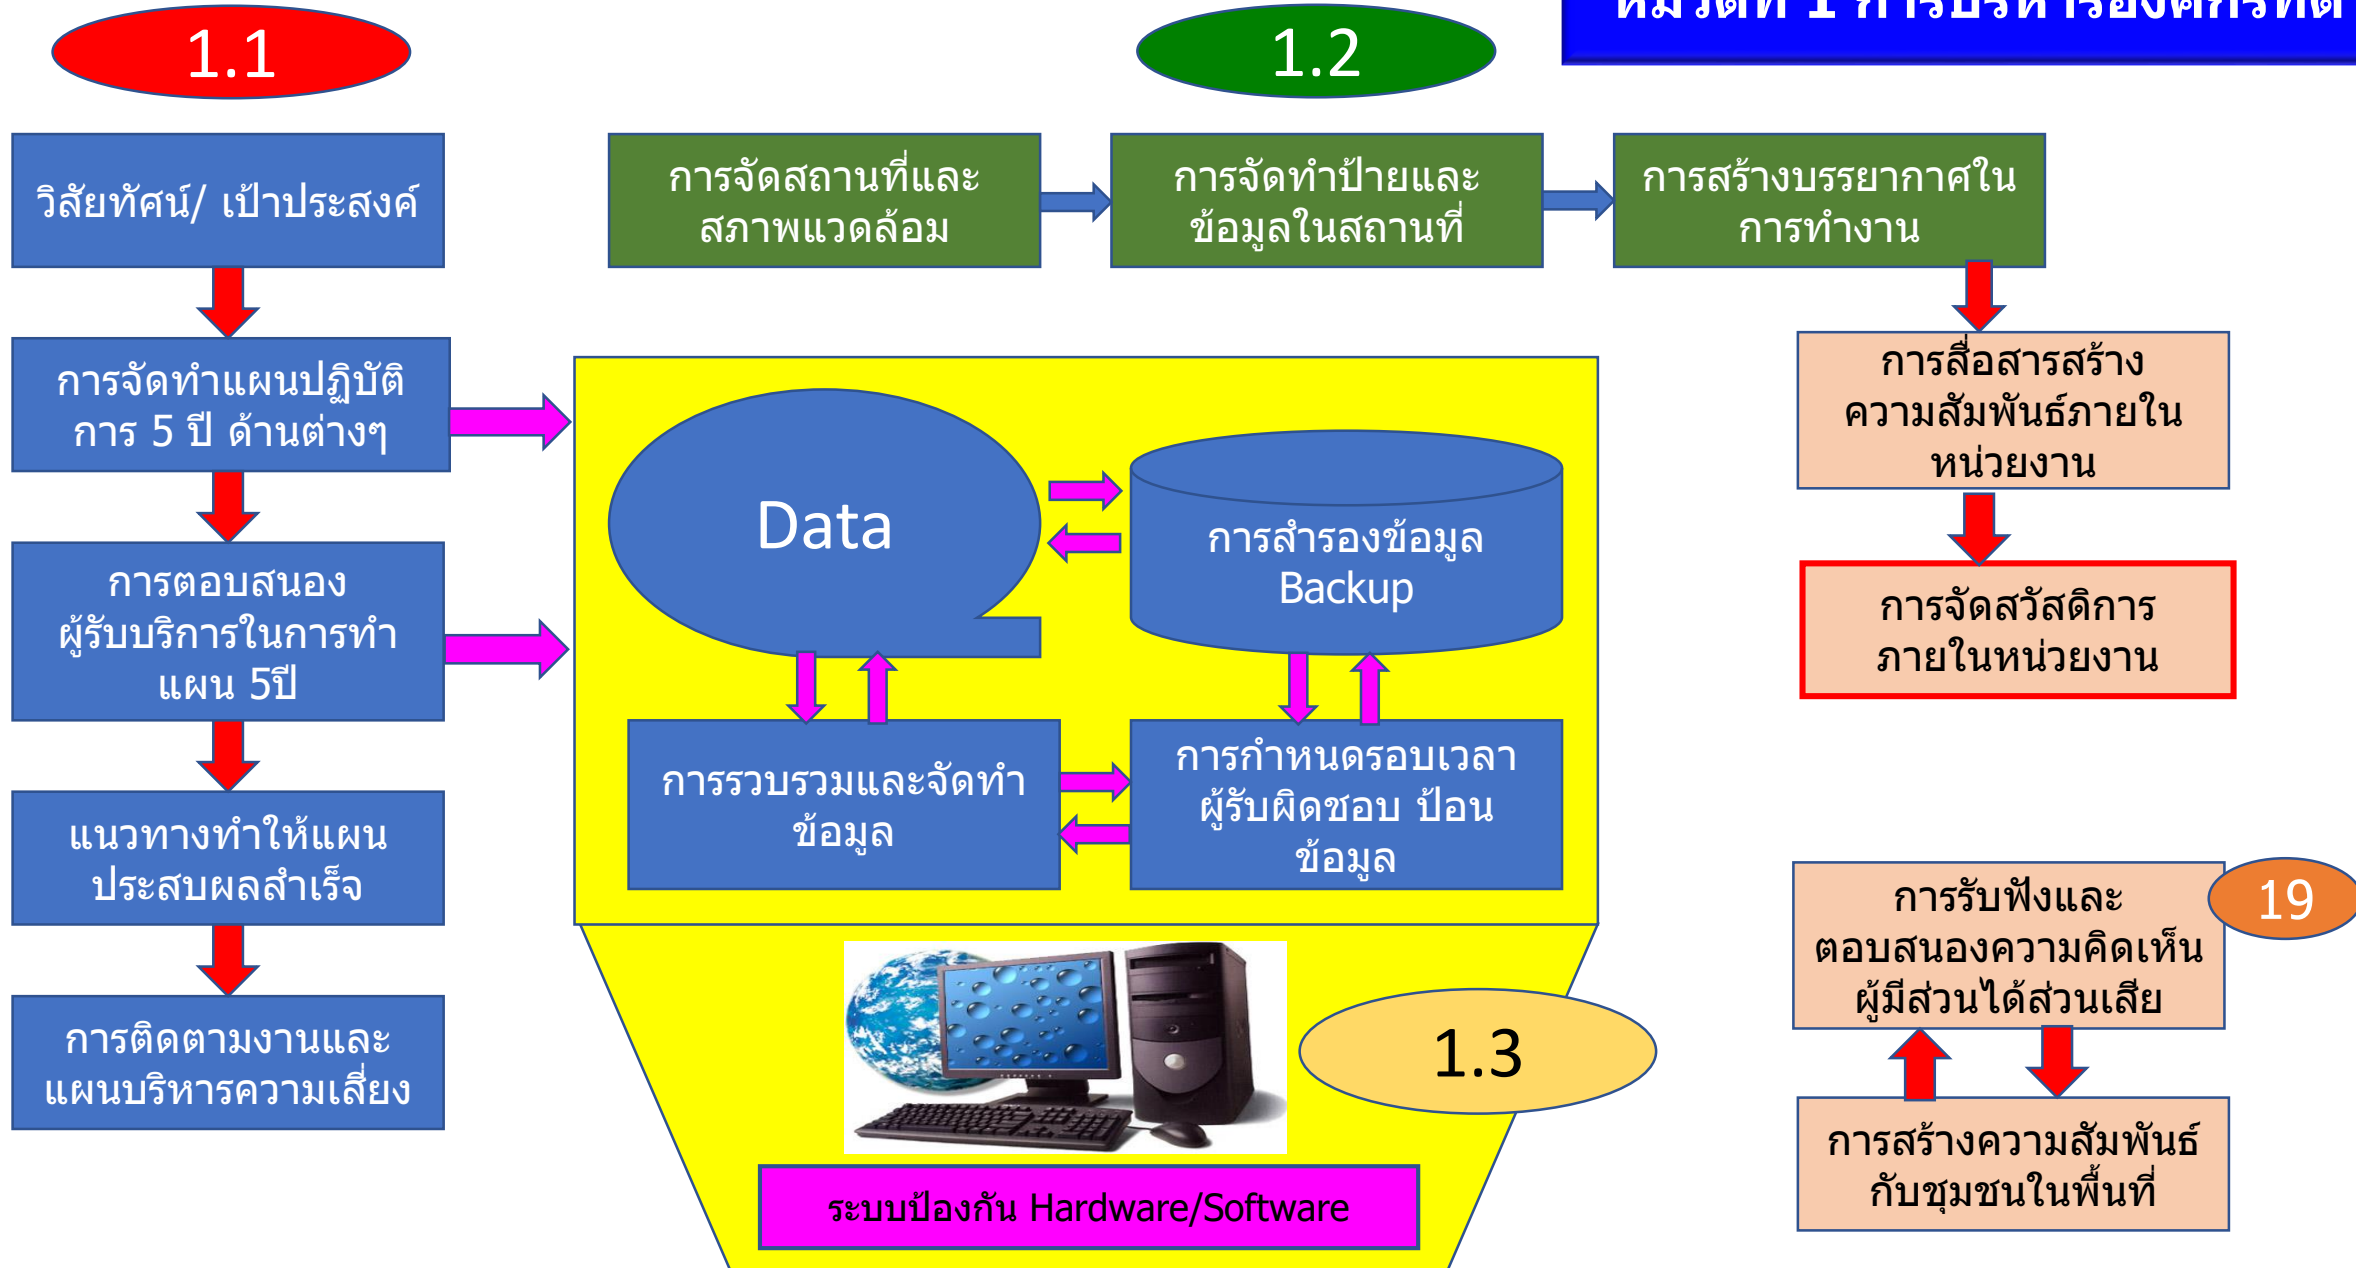 หมวดที่ 1 การบริหารองค์กรที่ดี
1.1
1.2
วิสัยทัศน์/ เป้าประสงค์
การจัดทำแผนปฏิบัติ
การ 5 ปี ด้านต่างๆ
การตอบสนอง
ผู้รับบริการในการทำ
แผน 5ปี
แนวทางทำให้แผน
ประสบผลสำเร็จ
การติดตามงานและ
แผนบริหารความเสี่ยง
การจัดสถานที่และ
สภาพแวดล้อม
การจัดทำป้ายและ
ข้อมูลในสถานที่
การสร้างบรรยากาศใน
การทำงาน
การสื่อสารสร้าง
ความสัมพันธ์ภายใน
หน่วยงาน
การจัดสวัสดิการ
ภายในหน่วยงาน
Data
การสำรองข้อมูล
Backup
การรวบรวมและจัดทำ
ข้อมูล
การกำหนดรอบเวลา
ผู้รับผิดชอบ ป้อน
ข้อมูล
1.3
ระบบป้องกัน Hardware/Software
การรับฟังและ
ตอบสนองความคิดเห็น
ผู้มีส่วนได้ส่วนเสีย
19
การสร้างความสัมพันธ์
กับชุมชนในพื้นที่